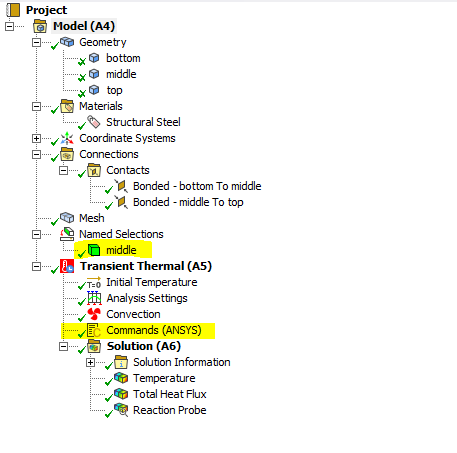 Project
Model (A4)
Geometry
bottom
middle
top
Materials
Structural Steel
Coordinate Systems
Connections
Contacts
Bonded - bottom To middle
Bonded - middle To top
Mesh
Named Selections
middle
Transient Thermal (A5)
T=0 Initial Temperature
Analysis Settings
Convection
Commands (ANSYS)
Solution (A6)
Solution Information
Temperature
Total Heat Flux
Reaction Probe